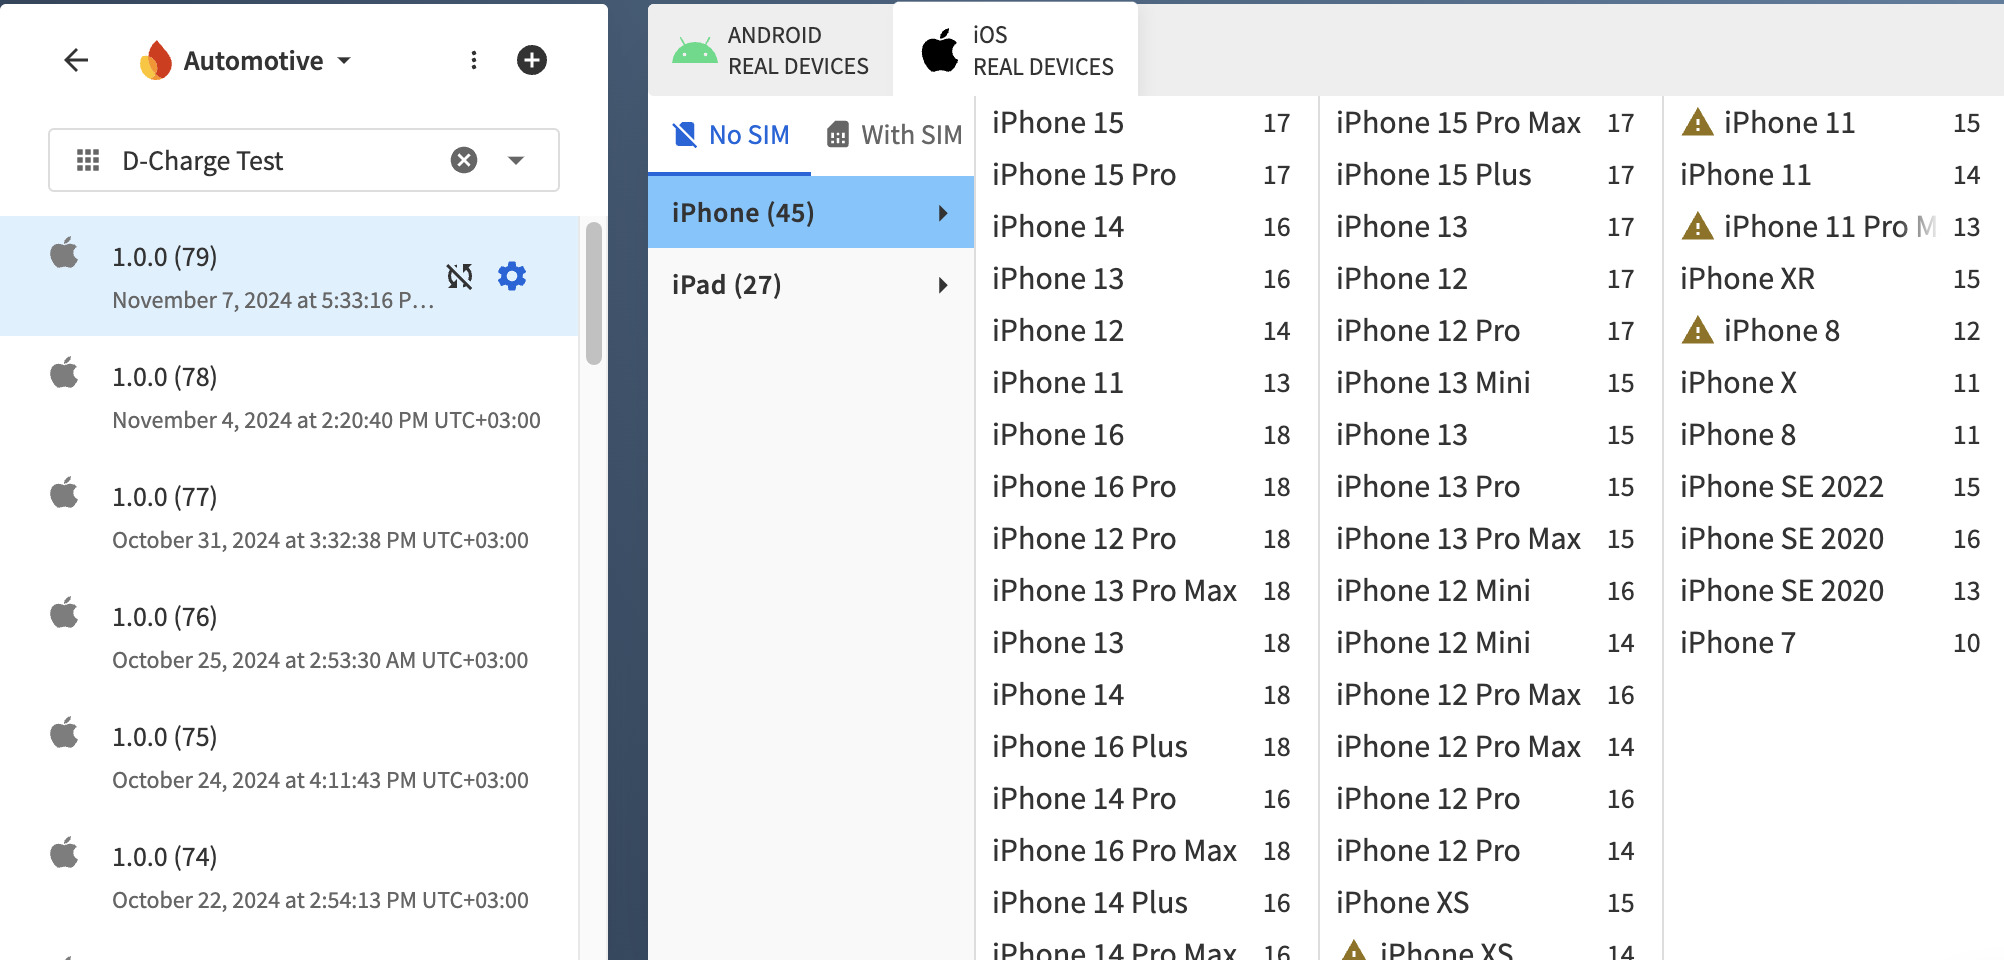 Automotive
D-Charge Test
1.0.0 (79)
November 7, 2024 at 5:33:16 P…
1.0.0 (78)
November 4, 2024 at 2:20:40 PM UTC+03:00
1.0.0 (77)
October 31, 2024 at 3:32:38 PM UTC+03:00
1.0.0 (76)
October 25, 2024 at 2:53:30 AM UTC+03:00
1.0.0 (75)
October 24, 2024 at 4:11:43 PM UTC+03:00
1.0.0 (74)
October 22, 2024 at 2:54:13 PM UTC+03:00
ANDROID
REAL DEVICES
iOS
REAL DEVICES
No SIM
With SIM
iPhone (45)
iPad (27)
iPhone 15 17
iPhone 15 Pro 17
iPhone 14 16
iPhone 13 16
iPhone 12 14
iPhone 11 13
iPhone 16 18
iPhone 16 Pro 18
iPhone 12 Pro 18
iPhone 13 Pro Max 18
iPhone 13 18
iPhone 14 18
iPhone 16 Plus 18
iPhone 14 Pro 16
iPhone 16 Pro Max 18
iPhone 14 Plus 16
iPhone 14 Pro Max 16
iPhone 15 Pro Max 17
iPhone 15 Plus 17
iPhone 13 17
iPhone 12 17
iPhone 12 Pro 17
iPhone 13 Mini 15
iPhone 13 15
iPhone 13 Pro 15
iPhone 13 Pro Max 15
iPhone 12 Mini 16
iPhone 12 Mini 14
iPhone 12 Pro Max 16
iPhone 12 Pro Max 14
iPhone 12 Pro 16
iPhone 12 Pro 14
iPhone XS 15
iPhone XS 14
iPhone 11 15
iPhone 11 14
iPhone 11 Pro M 13
iPhone XR 15
iPhone 8 12
iPhone X 11
iPhone 8 11
iPhone SE 2022 15
iPhone SE 2020 16
iPhone SE 2020 13
iPhone 7 10